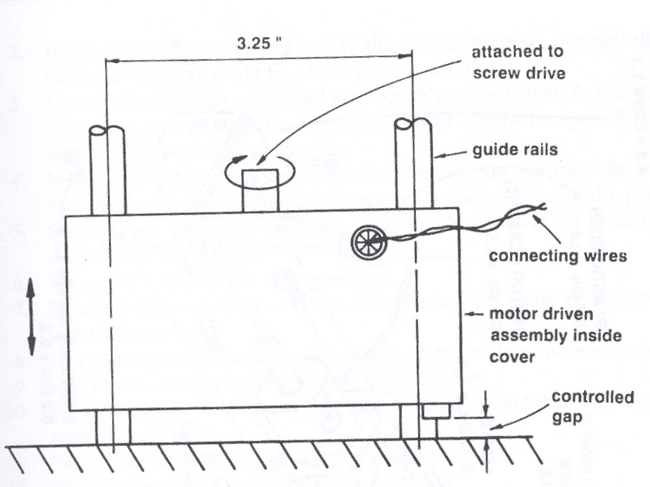 3.25 "
attached to
screw drive
guide rails
connecting wires
motor driven
assembly inside
cover
controlled
gap